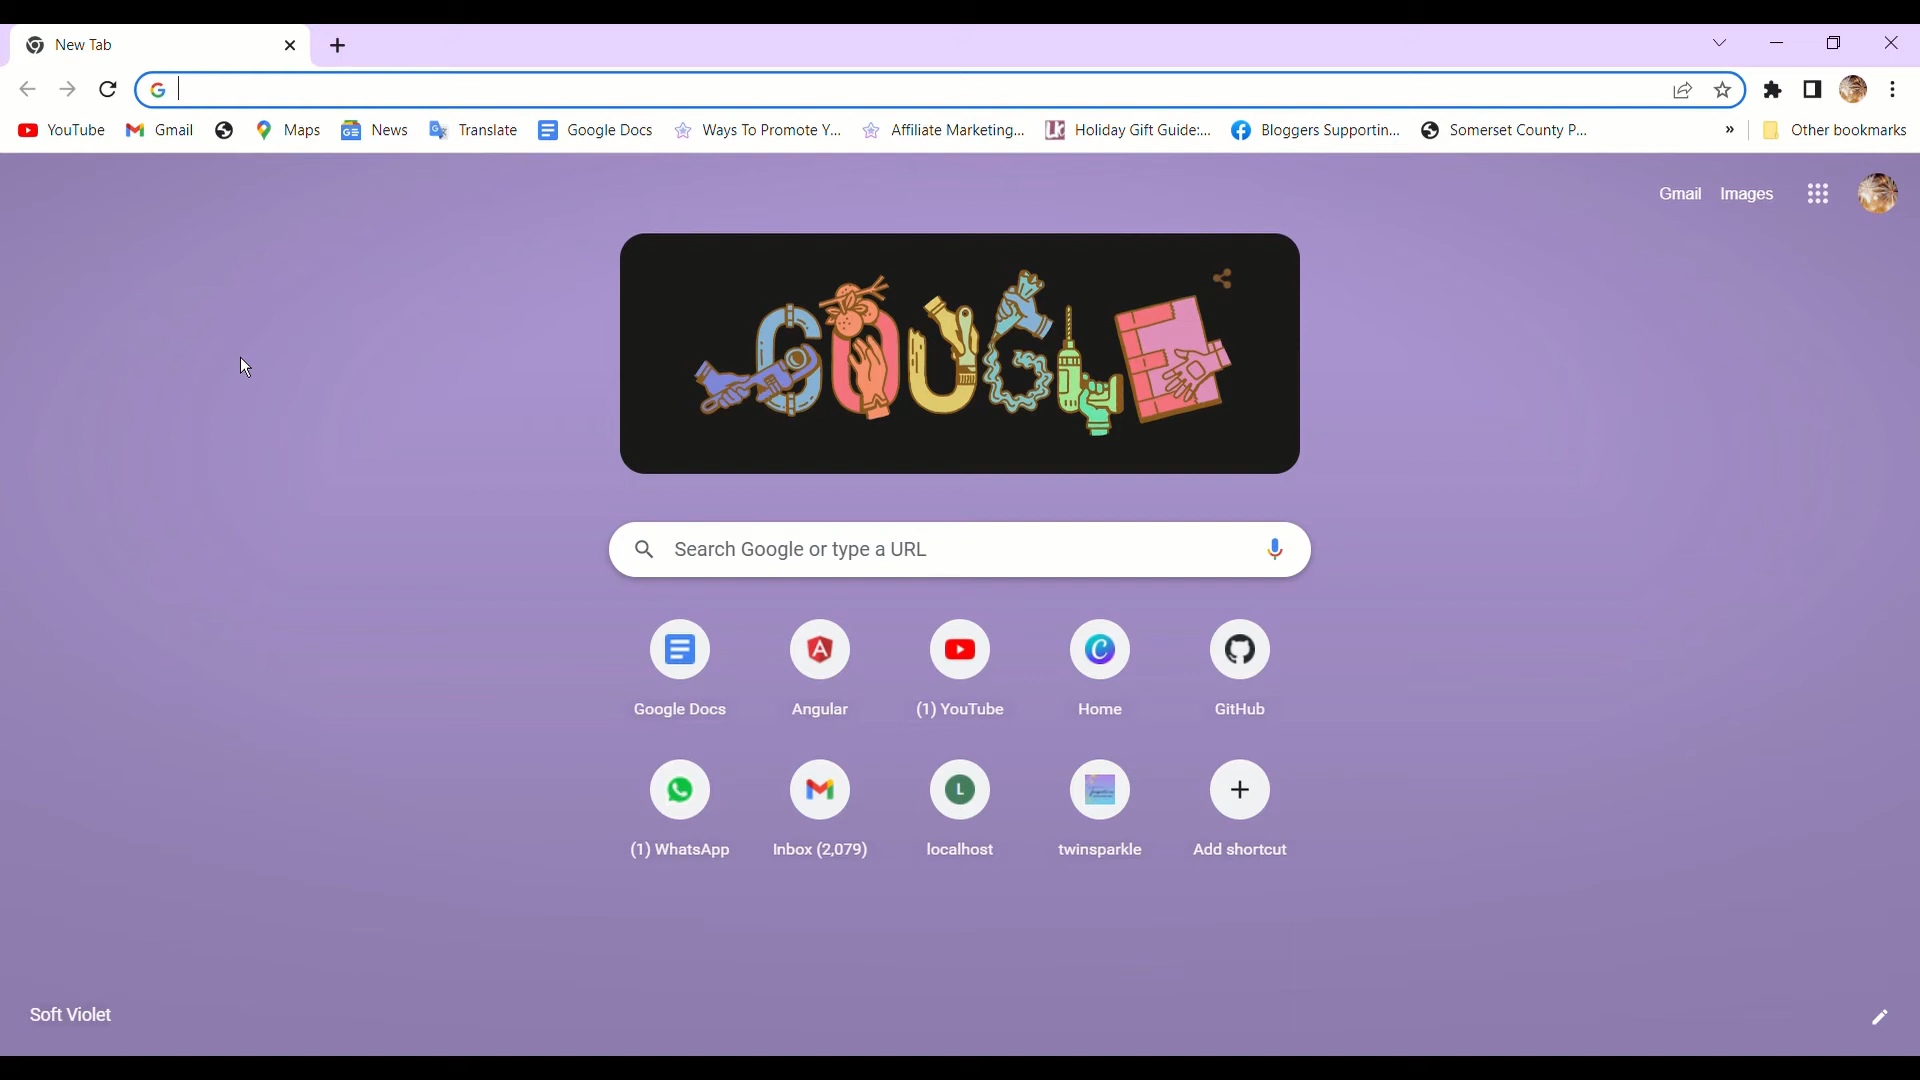 New Tab
YouTube Gmail Maps News Translate Google Docs Ways To Promote Y... Affiliate Marketing... Holiday Gift Guide:... Bloggers Supportin... Somerset County P... » Other bookmarks
Gmail Images
GOOGLE
Search Google or type a URL
Google Docs Angular (1) YouTube Home GitHub
L
(1) WhatsApp Inbox (2,079) localhost twinsparkle Add shortcut
Soft Violet